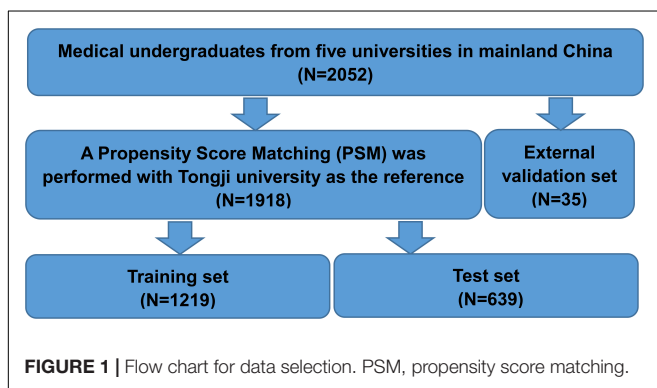 Medical undergraduates from five universities in mainland China
(N=2052)
A Propensity Score Matching (PSM) was
performed with Tongji university as the reference
(N=1918)
External
validation set
(N=35)
Training set
(N=1219)
Test set
(N=639)
FIGURE 1 | Flow chart for data selection. PSM, propensity score matching.